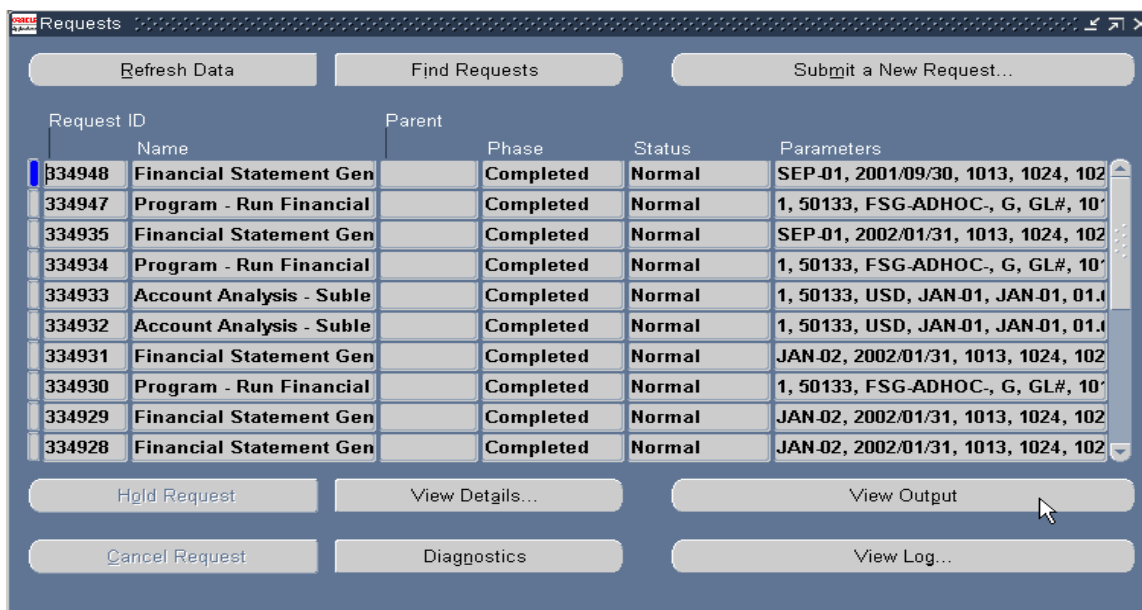 ORACLE Requests
Refresh Data Find Requests Submit a New Request...
Request ID Parent
Name Phase Status Parameters
334948 Financial Statement Gen Completed Normal SEP-01, 2001/09/30, 1013, 1024, 102
334947 Program - Run Financial Completed Normal 1, 50133, FSG-ADHOC-, G, GL#, 10
334935 Financial Statement Gen Completed Normal SEP-01, 2002/01/31, 1013, 1024, 102
334934 Program - Run Financial Completed Normal 1, 50133, FSG-ADHOC-, G, GL#, 10
334933 Account Analysis - Suble Completed Normal 1, 50133, USD, JAN-01, JAN-01, 01.
334932 Account Analysis - Suble Completed Normal 1, 50133, USD, JAN-01, JAN-01, 01.
334931 Financial Statement Gen Completed Normal JAN-02, 2002/01/31, 1013, 1024, 102
334930 Program - Run Financial Completed Normal 1, 50133, FSG-ADHOC-, G, GL#, 10
334929 Financial Statement Gen Completed Normal JAN-02, 2002/01/31, 1013, 1024, 102
334928 Financial Statement Gen Completed Normal JAN-02, 2002/01/31, 1013, 1024, 102
Hold Request View Details... View Output
Cancel Request Diagnostics View Log...